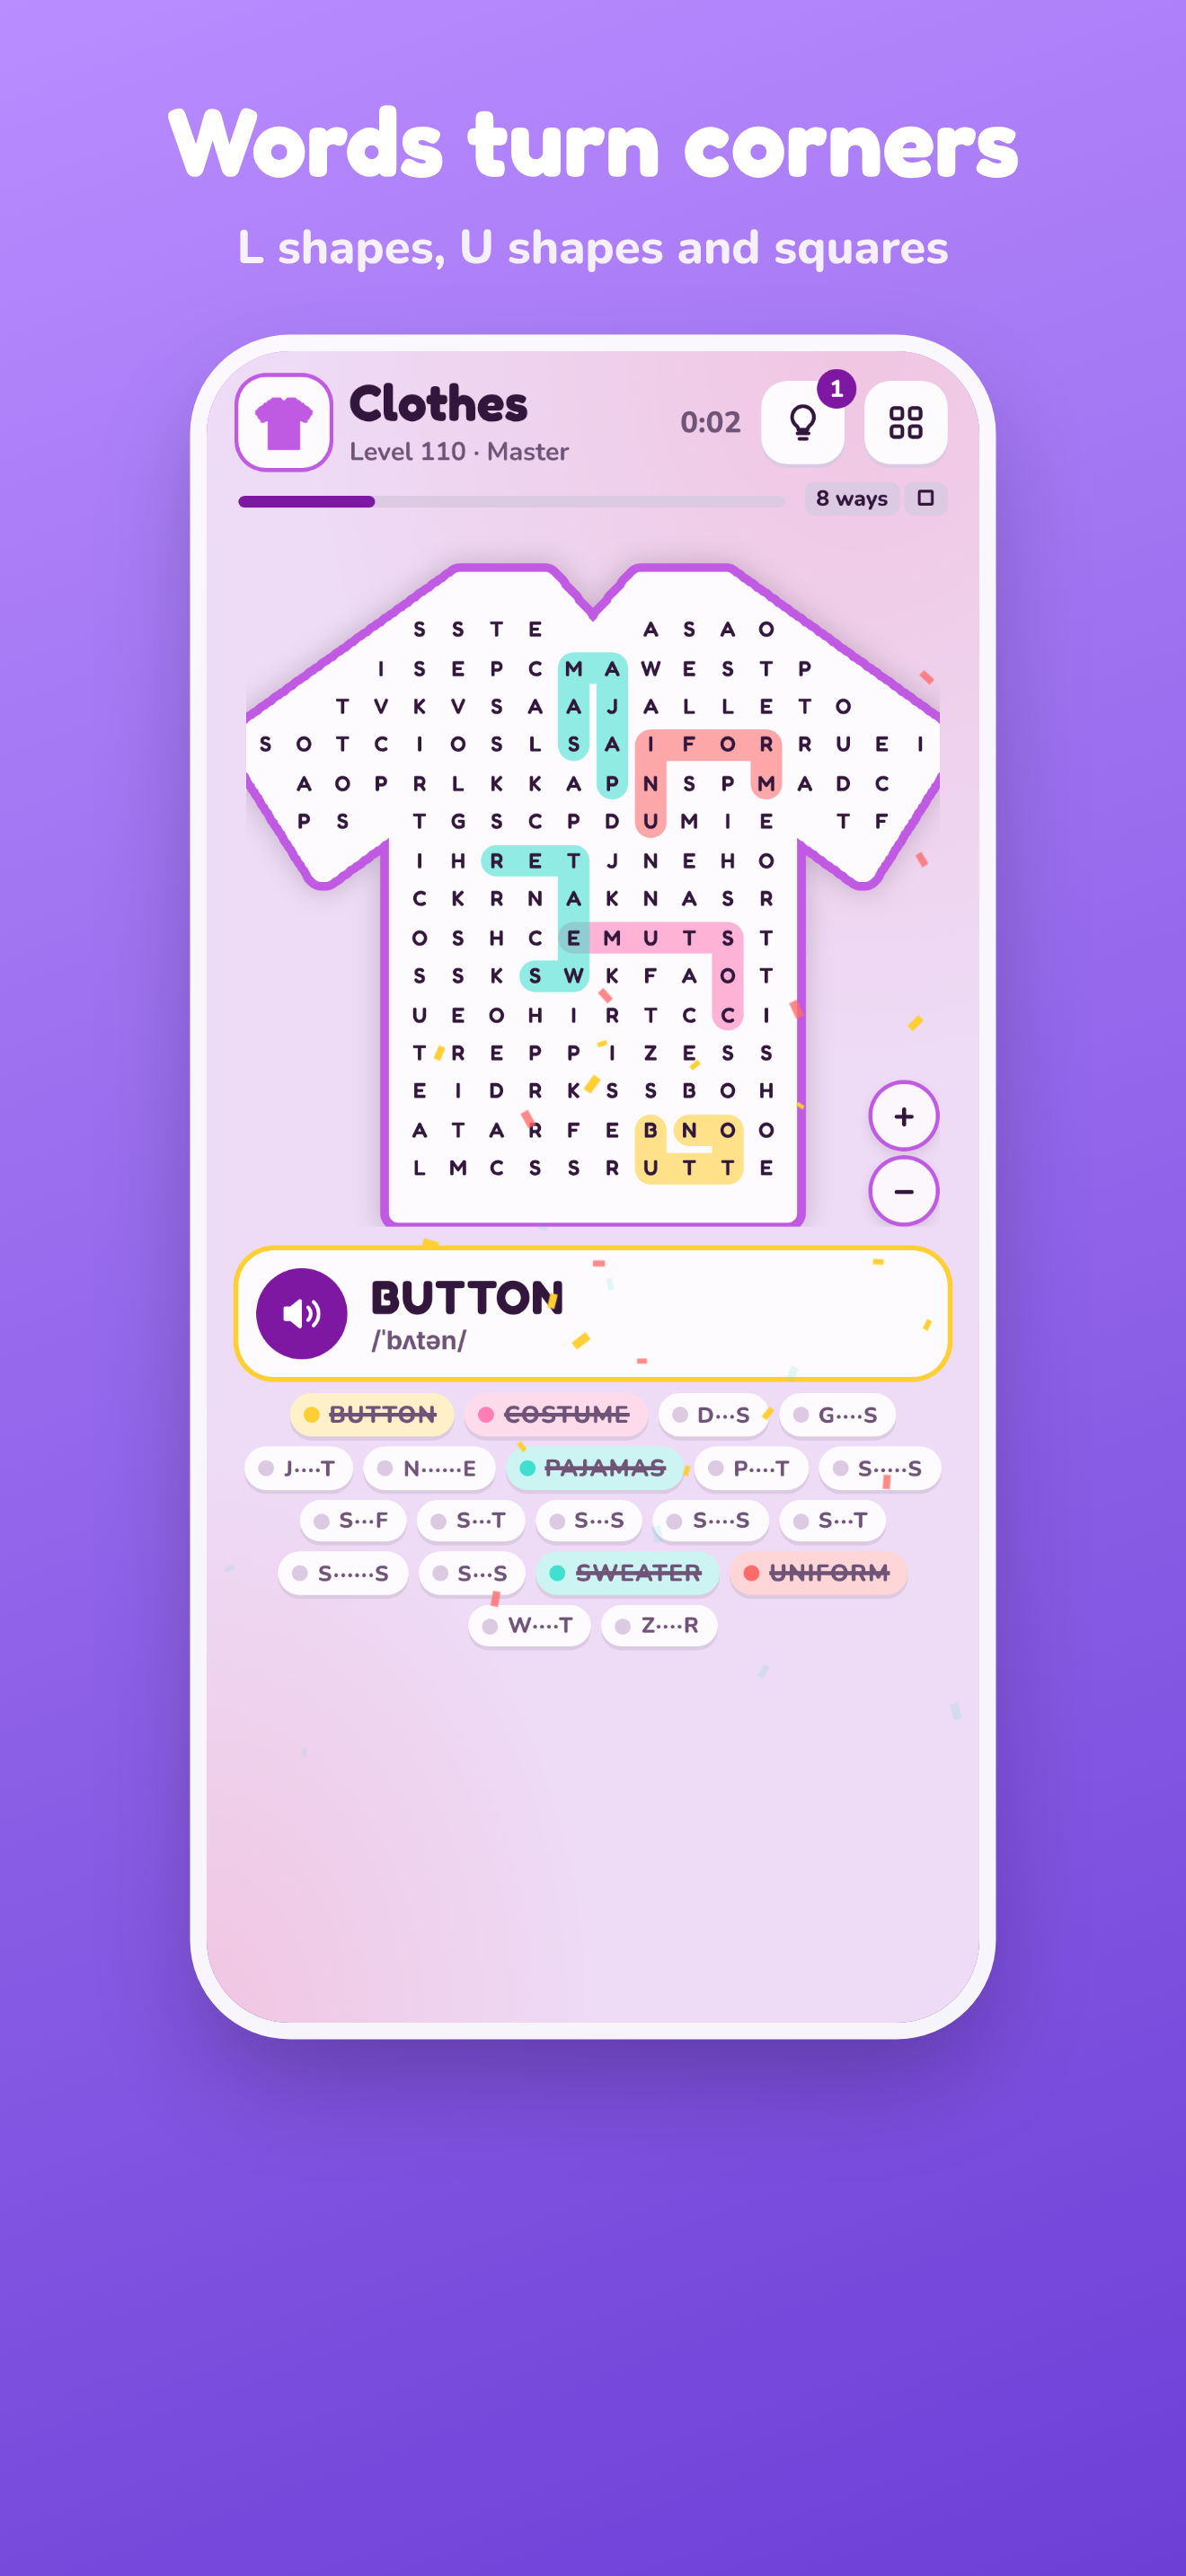 Words turn corners
L shapes, U shapes and squares
Clothes
Level 110 · Master
0:02
1
8 ways
S S T E A S A O
I S E P C M A W E S T P
T V K V S A A J A L L E T O
S O T C I O S L S A I F O R R U E I
A O P R L K K A P N S P M A D C
P S T G S C P D U M I E T F
I H R E T J N E H O
C K R N A K N A S R
O S H C E M U T S T
S S K S W K F A O T
U E O H I R T C C I
T R E P P I Z E S S
E I D R K S S B O H
A T A R F E B N O O
L M C S S R U T T E
+
−
BUTTON
/ˈbʌtən/
BUTTON COSTUME D···S G····S
J····T N······E PAJAMAS P····T S·····S
S···F S···T S···S S····S S···T
S······S S···S SWEATER UNIFORM
W····T Z····R